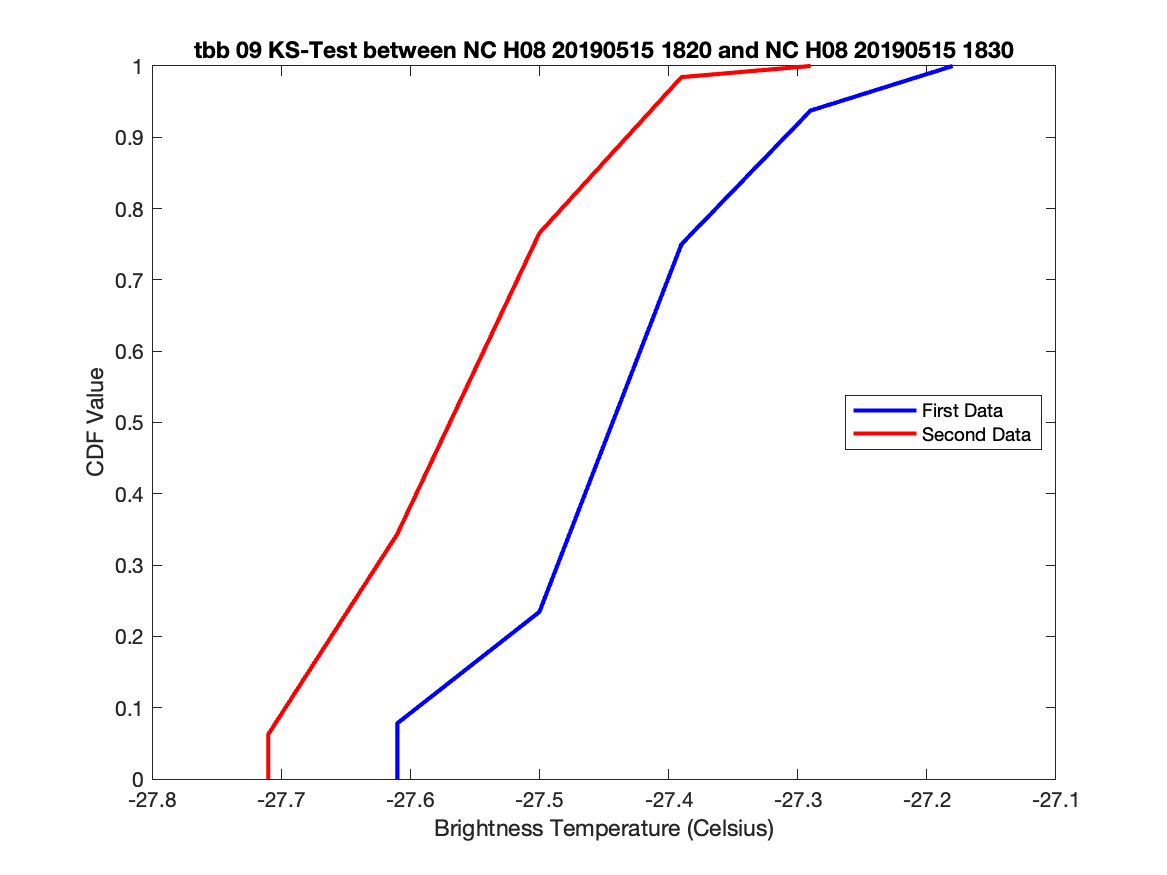 tbb 09 KS-Test between NC H08 20190515 1820 and NC H08 20190515 1830
1
0.9
0.8
0.7
0.6
0.5
0.4
0.3
0.2
0.1
0
CDF Value
First Data
Second Data
-27.8 -27.7 -27.6 -27.5 -27.4 -27.3 -27.2 -27.1
Brightness Temperature (Celsius)